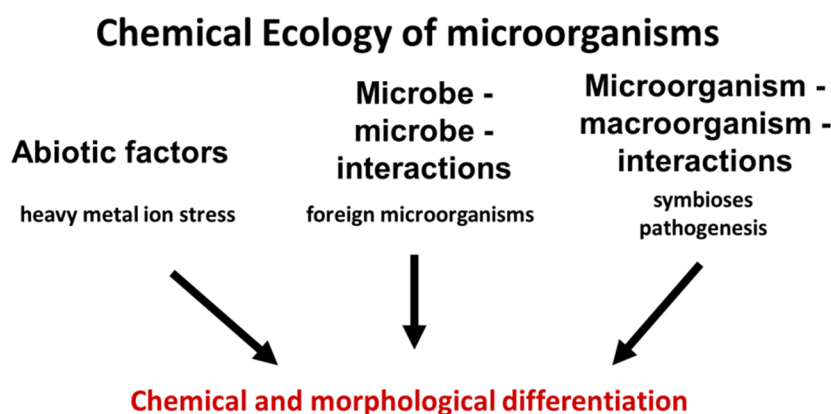 Chemical Ecology of microorganisms
Abiotic factors
heavy metal ion stress
Microbe -
microbe -
interactions
foreign microorganisms
Microorganism -
macroorganism -
interactions
symbioses
pathogenesis
Chemical and morphological differentiation